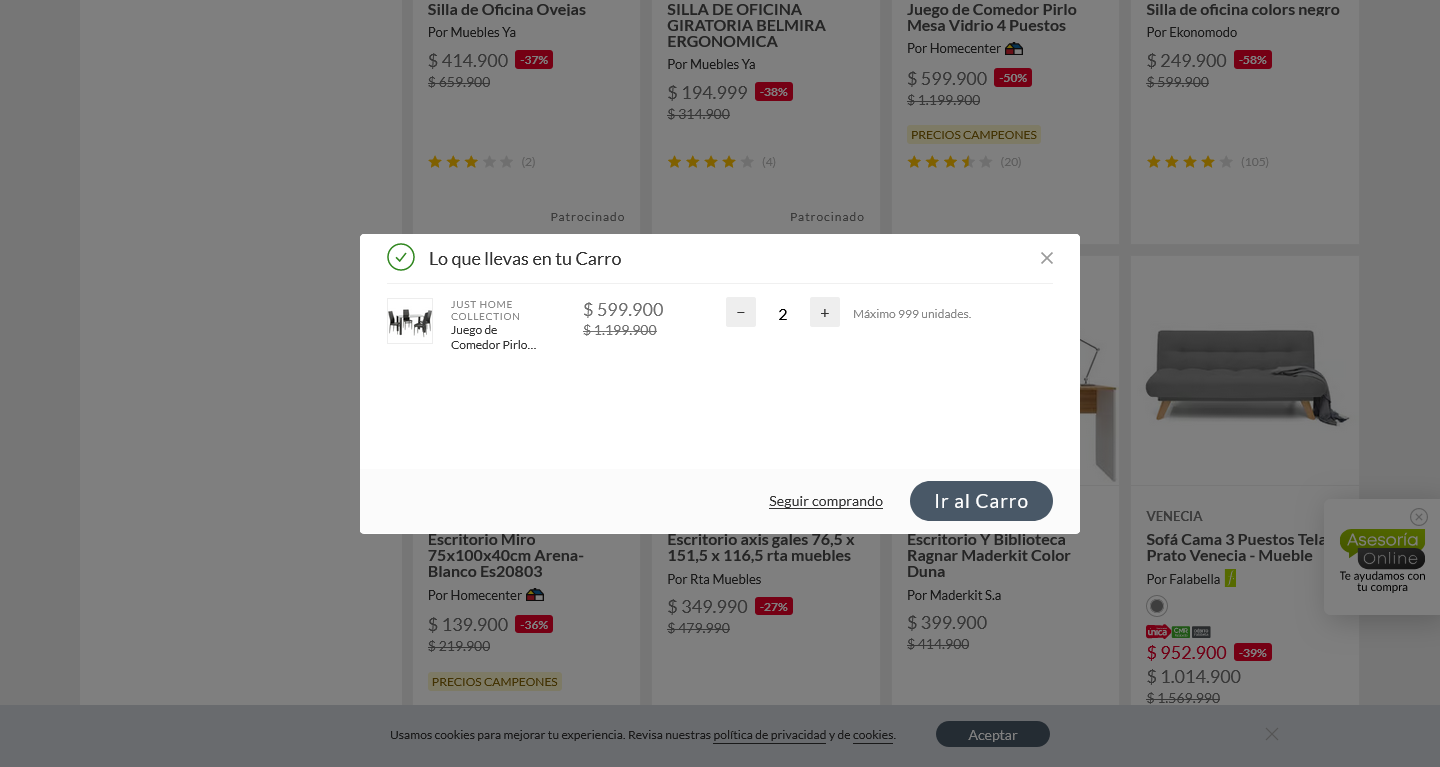 Silla de Oficina Ovejas
Por Muebles Ya
$ 414.900 -37%
$ 659.900
(2)
Patrocinado
SILLA DE OFICINA
GIRATORIA BELMIRA
ERGONOMICA
Por Muebles Ya
$ 194.999 -38%
$ 314.900
(4)
Patrocinado
Juego de Comedor Pirlo
Mesa Vidrio 4 Puestos
Por Homecenter
$ 599.900 -50%
$ 1.199.900
PRECIOS CAMPEONES
(20)
Silla de oficina colors negro
Por Ekonomodo
$ 249.900 -58%
$ 599.900
(105)
Lo que llevas en tu Carro
JUST HOME
COLLECTION
Juego de
Comedor Pirlo...
$ 599.900
$ 1.199.900
− 2 +
Máximo 999 unidades.
Seguir comprando
Ir al Carro
Escritorio Miro
75x100x40cm Arena-
Blanco Es20803
Por Homecenter
$ 139.900 -36%
$ 219.900
PRECIOS CAMPEONES
Escritorio axis gales 76,5 x
151,5 x 116,5 rta muebles
Por Rta Muebles
$ 349.990 -27%
$ 479.990
Escritorio Y Biblioteca
Ragnar Maderkit Color
Duna
Por Maderkit S.a
$ 399.900
$ 414.900
VENECIA
Sofá Cama 3 Puestos Tela
Prato Venecia - Mueble
Por Falabella
unica CMR
$ 952.900 -39%
$ 1.014.900
$ 1.569.990
Asesoría
Online
Te ayudamos con
tu compra
Usamos cookies para mejorar tu experiencia. Revisa nuestras política de privacidad y de cookies.
Aceptar